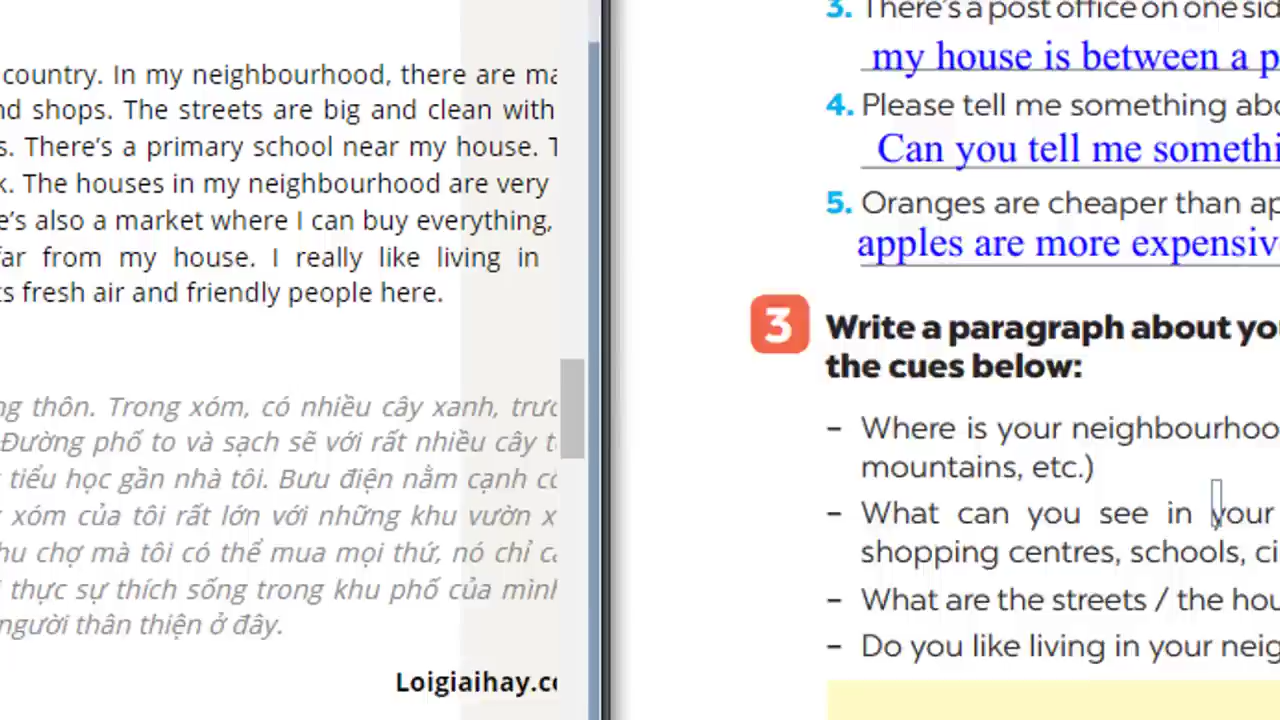 country. In my neighbourhood, there are
shops. The streets are big and clean with
There's a primary school near my house.
The houses in my neighbourhood are very
also a market where I can buy everything,
far from my house. I really like living in
fresh air and friendly people here.
thôn. Trong xóm, có nhiều cây xanh,
Đường phố to và sạch sẽ với rất nhiều cây
tiểu học gần nhà tôi. Bưu điện nằm cạnh
xóm của tôi rất lớn với những khu vườn
chợ mà tôi có thể mua mọi thứ, nó chỉ
thực sự thích sống trong khu phố của mình
người thân thiện ở đây.
Loigiaihay.c
3. There's a post office on one sid
my house is between a p
4. Please tell me something abo
Can you tell me somethi
5. Oranges are cheaper than ap
apples are more expensiv
3 Write a paragraph about yo
the cues below:
– Where is your neighbourhoo
mountains, etc.)
– What can you see in your
shopping centres, schools, ci
– What are the streets / the hou
– Do you like living in your neig